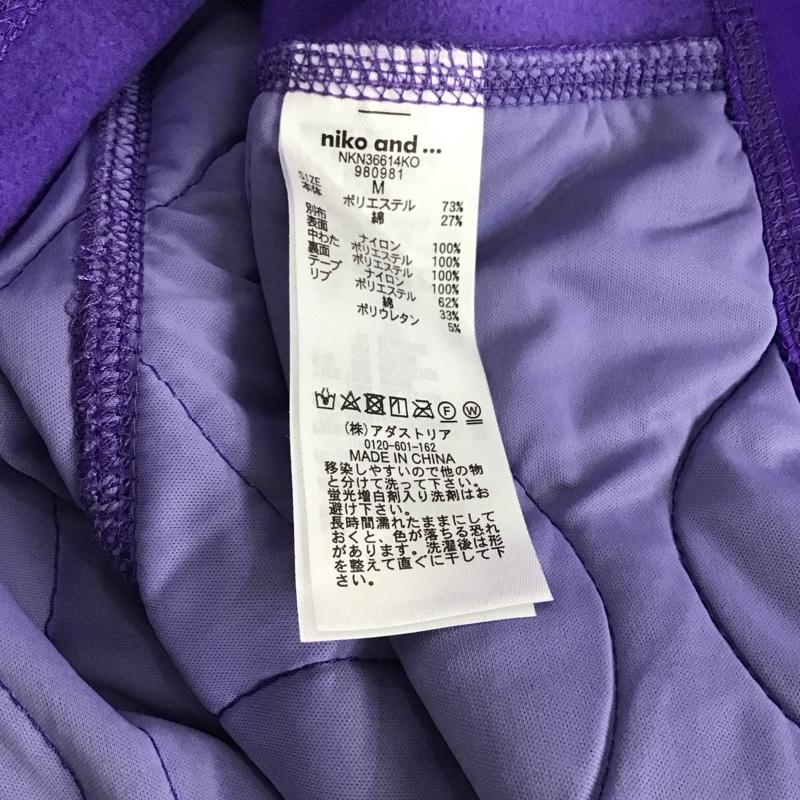 niko and ...
NKN36614KO
980981
SIZE M
本体 ポリエステル 73%
綿 27%
別布
表面 ナイロン 100%
中わた ポリエステル 100%
裏面 ポリエステル 100%
テープ ナイロン 100%
リブ ポリエステル 62%
綿 33%
ポリウレタン 5%
F W
(株)アダストリア
0120-601-162
MADE IN CHINA
移染しやすいので他の物
と分けて洗って下さい。
蛍光増白剤入り洗剤はお
避け下さい。
長時間濡れたままにして
おくと、色が落ちる恐れ
があります。洗濯後は形
を整えて直ぐに干して下
さい。